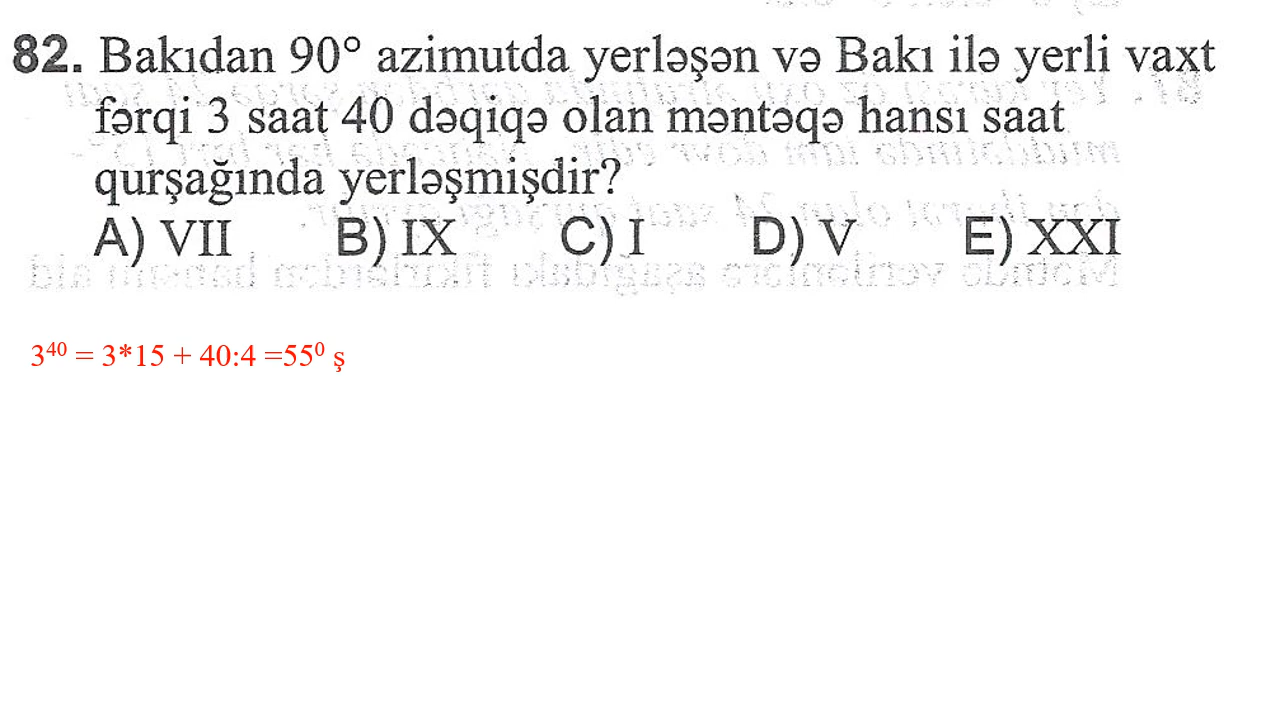 82. Bakıdan 90° azimutda yerləşən və Bakı ilə yerli vaxt
fərqi 3 saat 40 dəqiqə olan məntəqə hansı saat
qurşağında yerləşmişdir?
A) VII B) IX C) I D) V E) XXI
3⁴⁰ = 3*15 + 40:4 =55⁰ ş